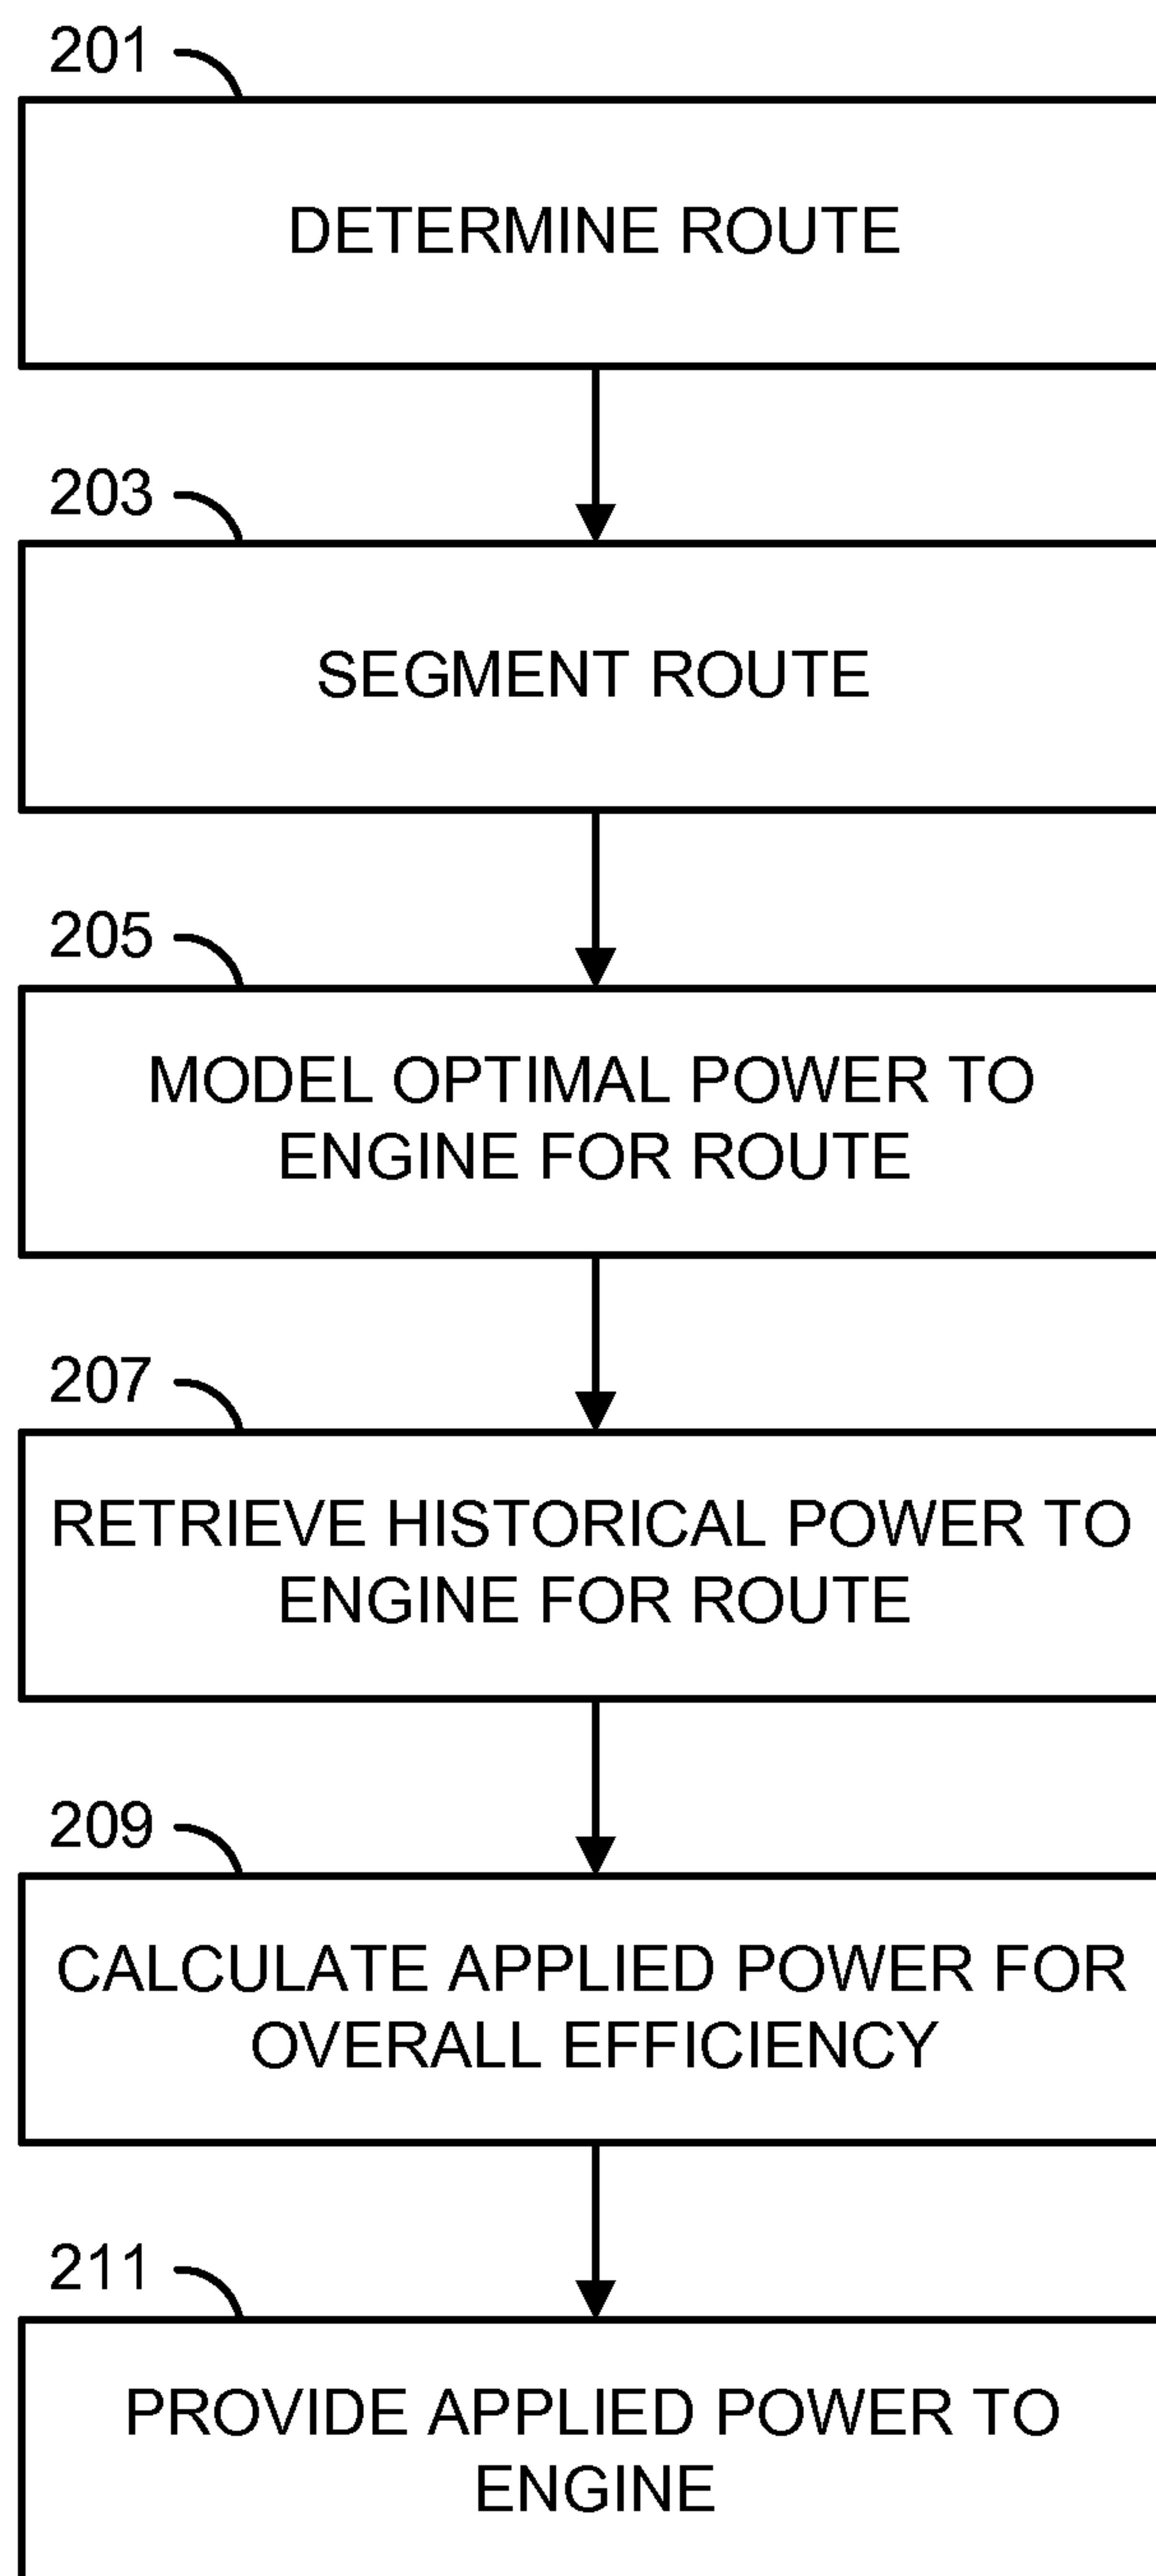 201
DETERMINE ROUTE
203
SEGMENT ROUTE
205
MODEL OPTIMAL POWER TO
ENGINE FOR ROUTE
207
RETRIEVE HISTORICAL POWER TO
ENGINE FOR ROUTE
209
CALCULATE APPLIED POWER FOR
OVERALL EFFICIENCY
211
PROVIDE APPLIED POWER TO
ENGINE